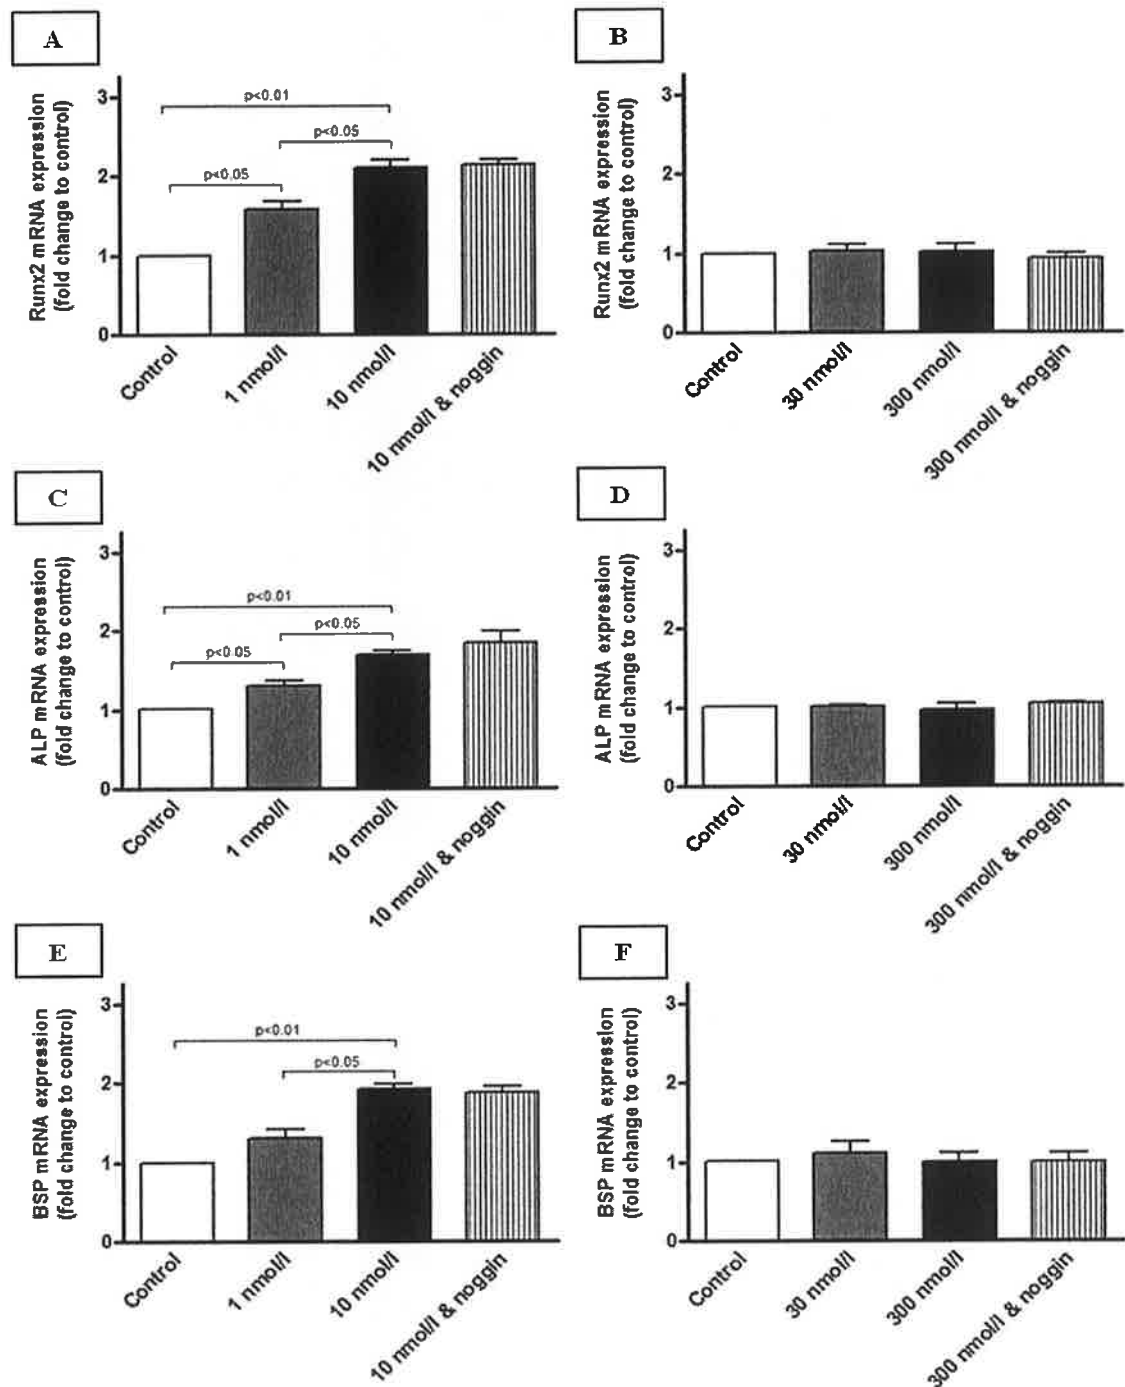 A
Runx2 mRNA expression
(fold change to control)
3
2
1
0
p<0.01
p<0.05
p<0.05
Control
1 nmol/l
10 nmol/l
10 nmol/l & noggin
B
Runx2 mRNA expression
(fold change to control)
3
2
1
0
Control
30 nmol/l
300 nmol/l
300 nmol/l & noggin
C
ALP mRNA expression
(fold change to control)
3
2
1
0
p<0.01
p<0.05
p<0.05
Control
1 nmol/l
10 nmol/l
10 nmol/l & noggin
D
ALP mRNA expression
(fold change to control)
3
2
1
0
Control
30 nmol/l
300 nmol/l
300 nmol/l & noggin
E
BSP mRNA expression
(fold change to control)
3
2
1
0
p<0.01
p<0.05
Control
1 nmol/l
10 nmol/l
10 nmol/l & noggin
F
BSP mRNA expression
(fold change to control)
3
2
1
0
Control
30 nmol/l
300 nmol/l
300 nmol/l & noggin